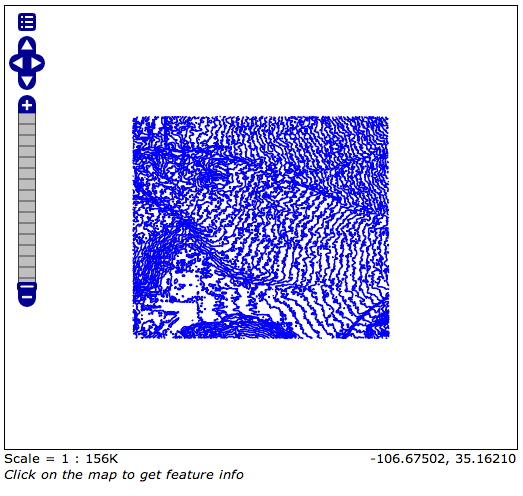 Scale = 1 : 156K
-106.67502, 35.16210
Click on the map to get feature info